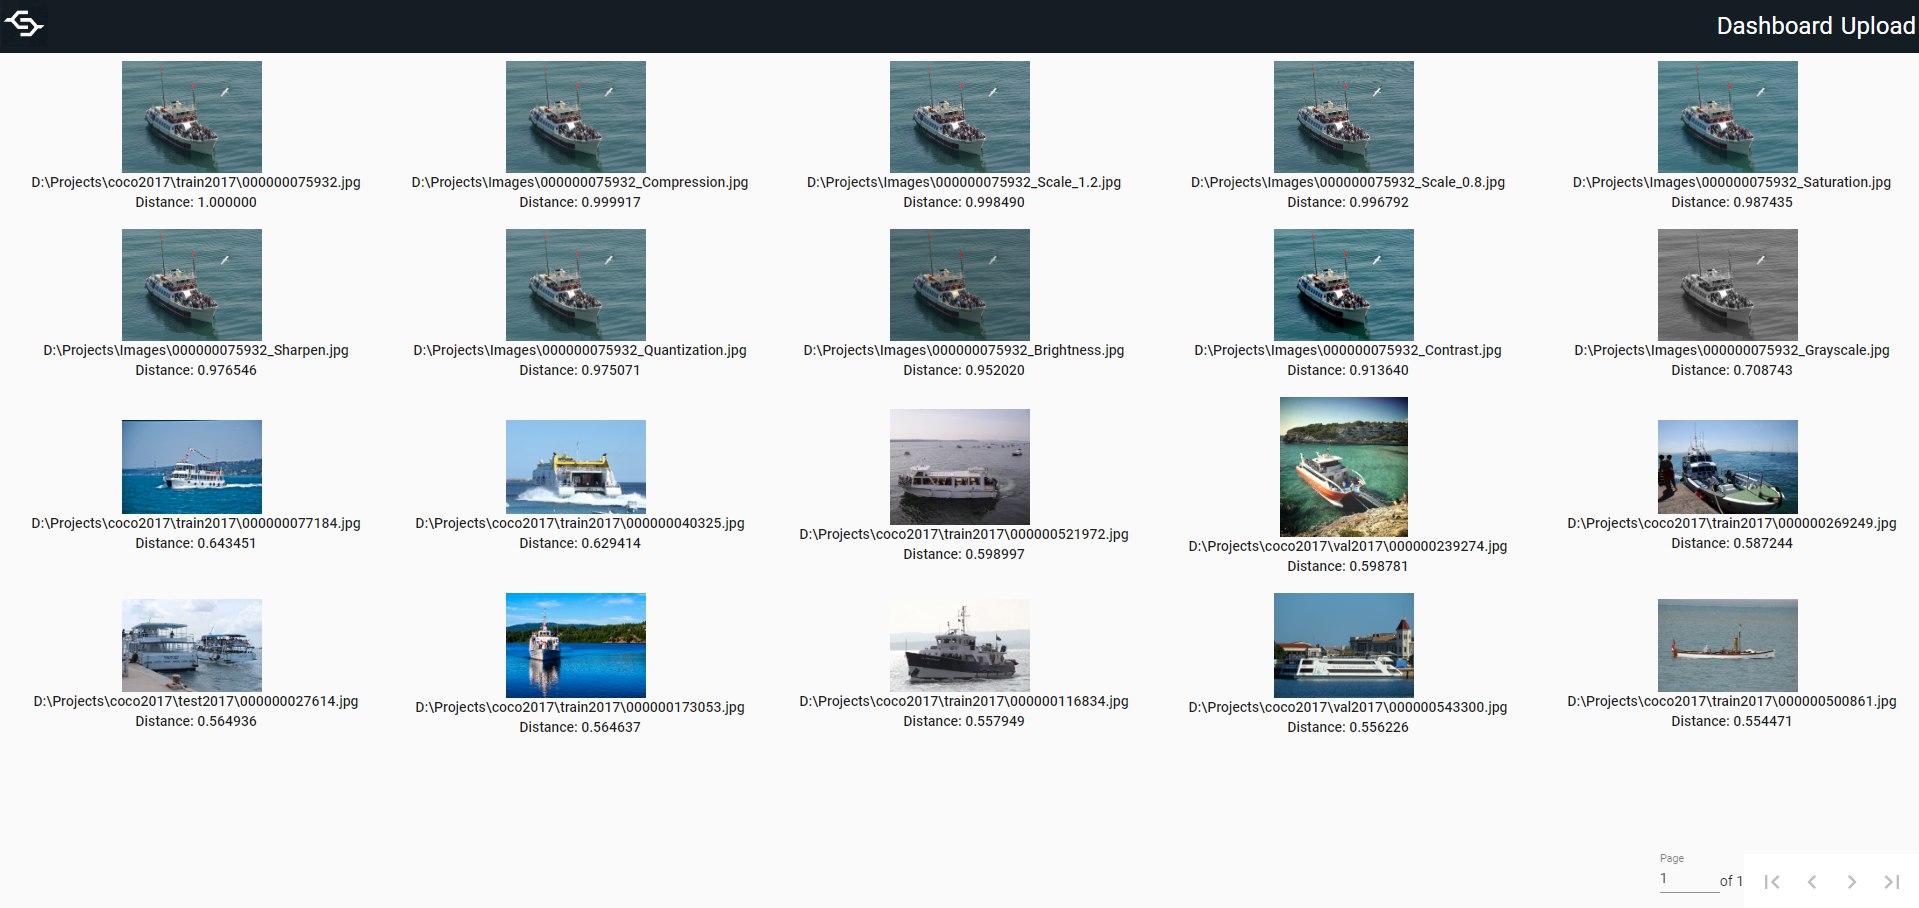 Dashboard Upload
D:\Projects\coco2017\train2017\000000075932.jpg
Distance: 1.000000
D:\Projects\Images\000000075932_Compression.jpg
Distance: 0.999917
D:\Projects\Images\000000075932_Scale_1.2.jpg
Distance: 0.998490
D:\Projects\Images\000000075932_Scale_0.8.jpg
Distance: 0.996792
D:\Projects\Images\000000075932_Saturation.jpg
Distance: 0.987435
D:\Projects\Images\000000075932_Sharpen.jpg
Distance: 0.976546
D:\Projects\Images\000000075932_Quantization.jpg
Distance: 0.975071
D:\Projects\Images\000000075932_Brightness.jpg
Distance: 0.952020
D:\Projects\Images\000000075932_Contrast.jpg
Distance: 0.913640
D:\Projects\Images\000000075932_Grayscale.jpg
Distance: 0.708743
D:\Projects\coco2017\train2017\000000077184.jpg
Distance: 0.643451
D:\Projects\coco2017\train2017\000000040325.jpg
Distance: 0.629414
D:\Projects\coco2017\train2017\000000521972.jpg
Distance: 0.598997
D:\Projects\coco2017\val2017\000000239274.jpg
Distance: 0.598781
D:\Projects\coco2017\train2017\000000269249.jpg
Distance: 0.587244
D:\Projects\coco2017\test2017\000000027614.jpg
Distance: 0.564936
D:\Projects\coco2017\train2017\000000173053.jpg
Distance: 0.564637
D:\Projects\coco2017\train2017\000000116834.jpg
Distance: 0.557949
D:\Projects\coco2017\val2017\000000543300.jpg
Distance: 0.556226
D:\Projects\coco2017\train2017\000000500861.jpg
Distance: 0.554471
Page
1 of 1